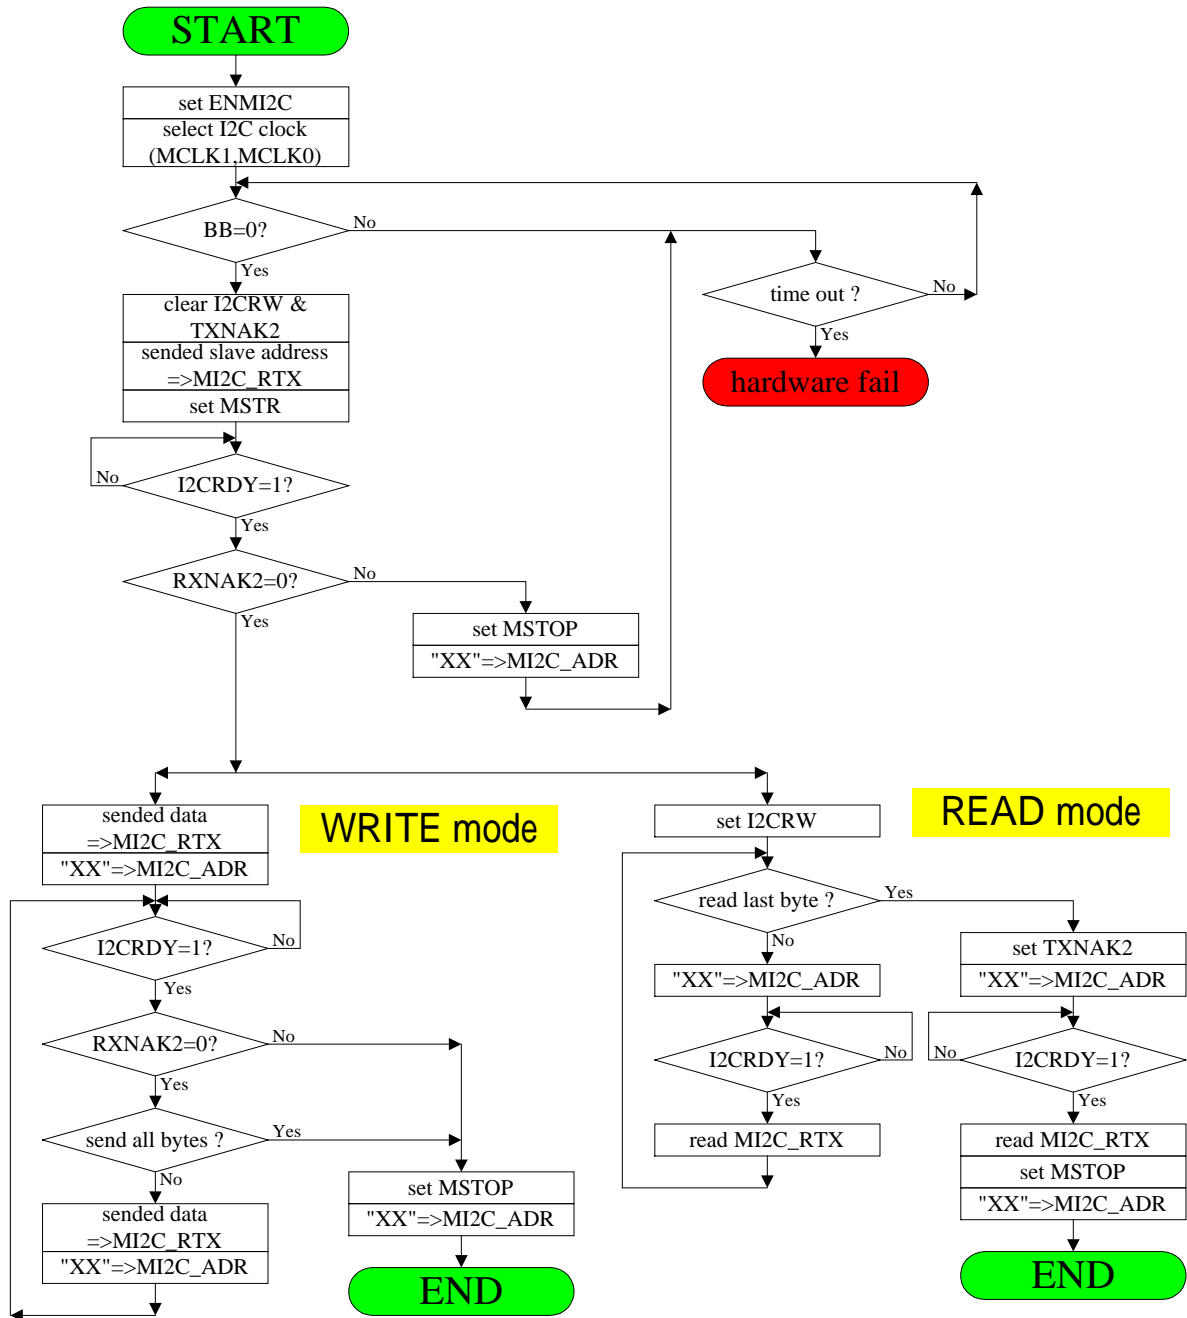 START
set ENMI2C
select I2C clock
(MCLK1,MCLK0)
BB=0?
No
Yes
time out ?
No
Yes
hardware fail
clear I2CRW &
TXNAK2
sended slave address
=>MI2C_RTX
set MSTR
No
I2CRDY=1?
Yes
RXNAK2=0?
No
Yes
set MSTOP
"XX"=>MI2C_ADR
WRITE mode
sended data
=>MI2C_RTX
"XX"=>MI2C_ADR
I2CRDY=1?
No
Yes
RXNAK2=0?
No
Yes
send all bytes ?
Yes
No
sended data
=>MI2C_RTX
"XX"=>MI2C_ADR
set MSTOP
"XX"=>MI2C_ADR
END
READ mode
set I2CRW
read last byte ?
Yes
No
"XX"=>MI2C_ADR
I2CRDY=1?
No
Yes
read MI2C_RTX
set TXNAK2
"XX"=>MI2C_ADR
No
I2CRDY=1?
Yes
read MI2C_RTX
set MSTOP
"XX"=>MI2C_ADR
END